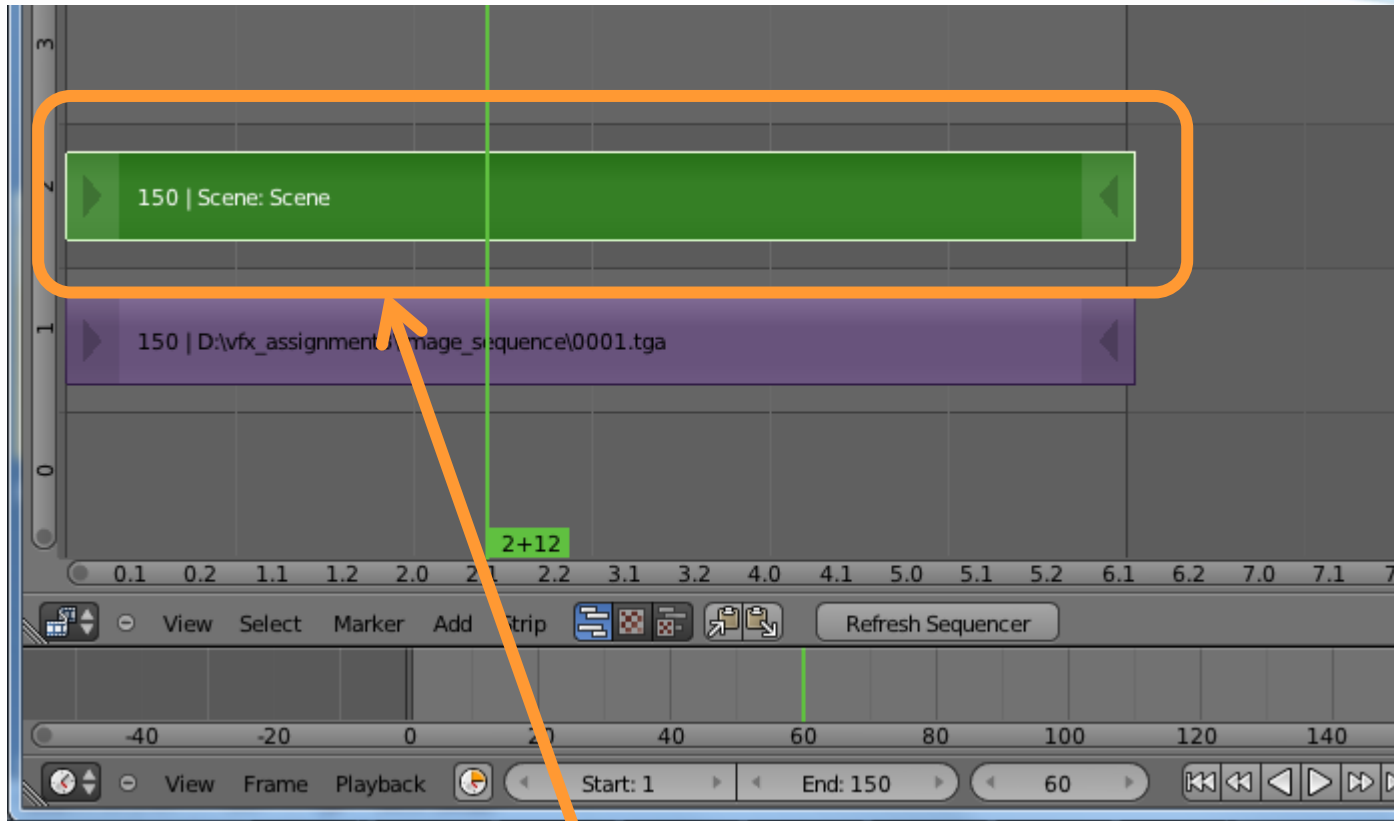 3
2
150 | Scene: Scene
1
150 | D:\vfx_assignments\image_sequence\0001.tga
0
2+12
0.1 0.2 1.1 1.2 2.0 2.1 2.2 3.1 3.2 4.0 4.1 5.0 5.1 5.2 6.1 6.2 7.0 7.1
View Select Marker Add Strip Refresh Sequencer
-40 -20 0 20 40 60 80 100 120 140
View Frame Playback Start: 1 End: 150 60